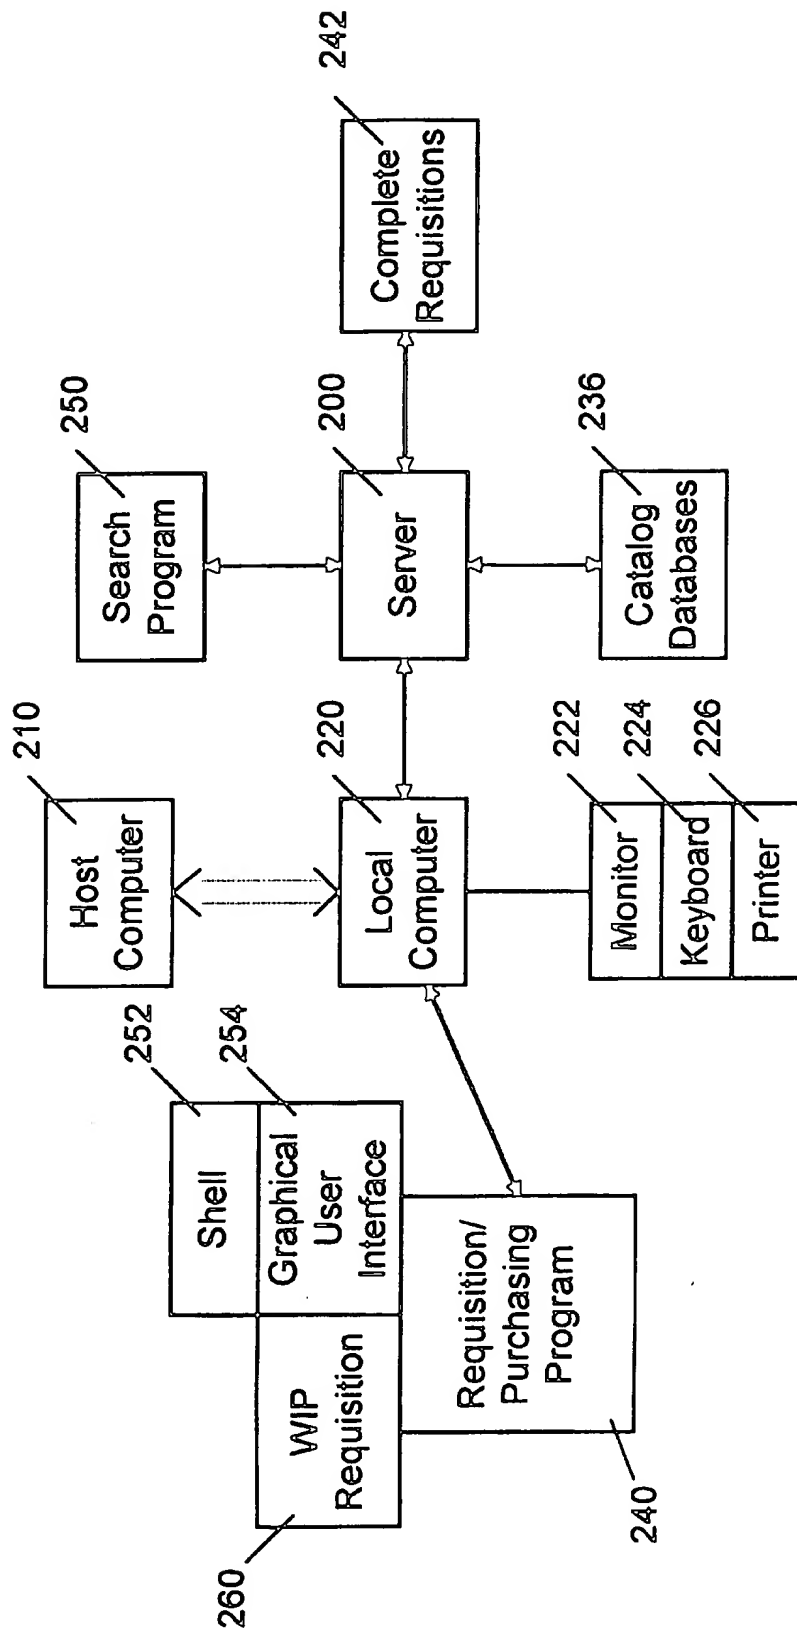 Host
Computer
210
Search
Program
250
Shell
252
WIP
Requisition
260
Graphical
User
Interface
254
Requisition/
Purchasing
Program
240
Local
Computer
220
Server
200
Complete
Requisitions
242
Monitor
222
Keyboard
224
Printer
226
Catalog
Databases
236